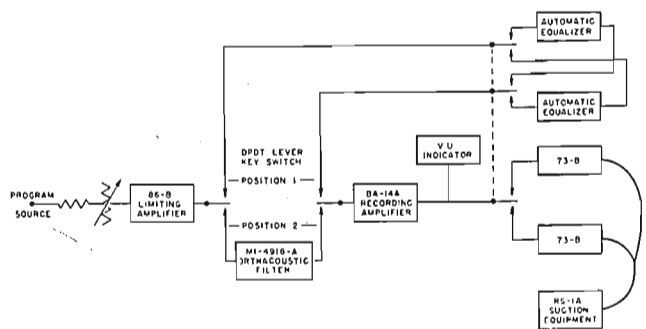 AUTOMATIC
EQUALIZER
AUTOMATIC
EQUALIZER
DPDT LEVER
KEY SWITCH
POSITION 1
V U
INDICATOR
73-B
PROGRAM
SOURCE
86-B
LIMITING
AMPLIFIER
BA-14A
RECORDING
AMPLIFIER
POSITION 2
MI-4916-A
ORTHACOUSTIC
FILTER
73-B
RS-1A
SUCTION
EQUIPMENT